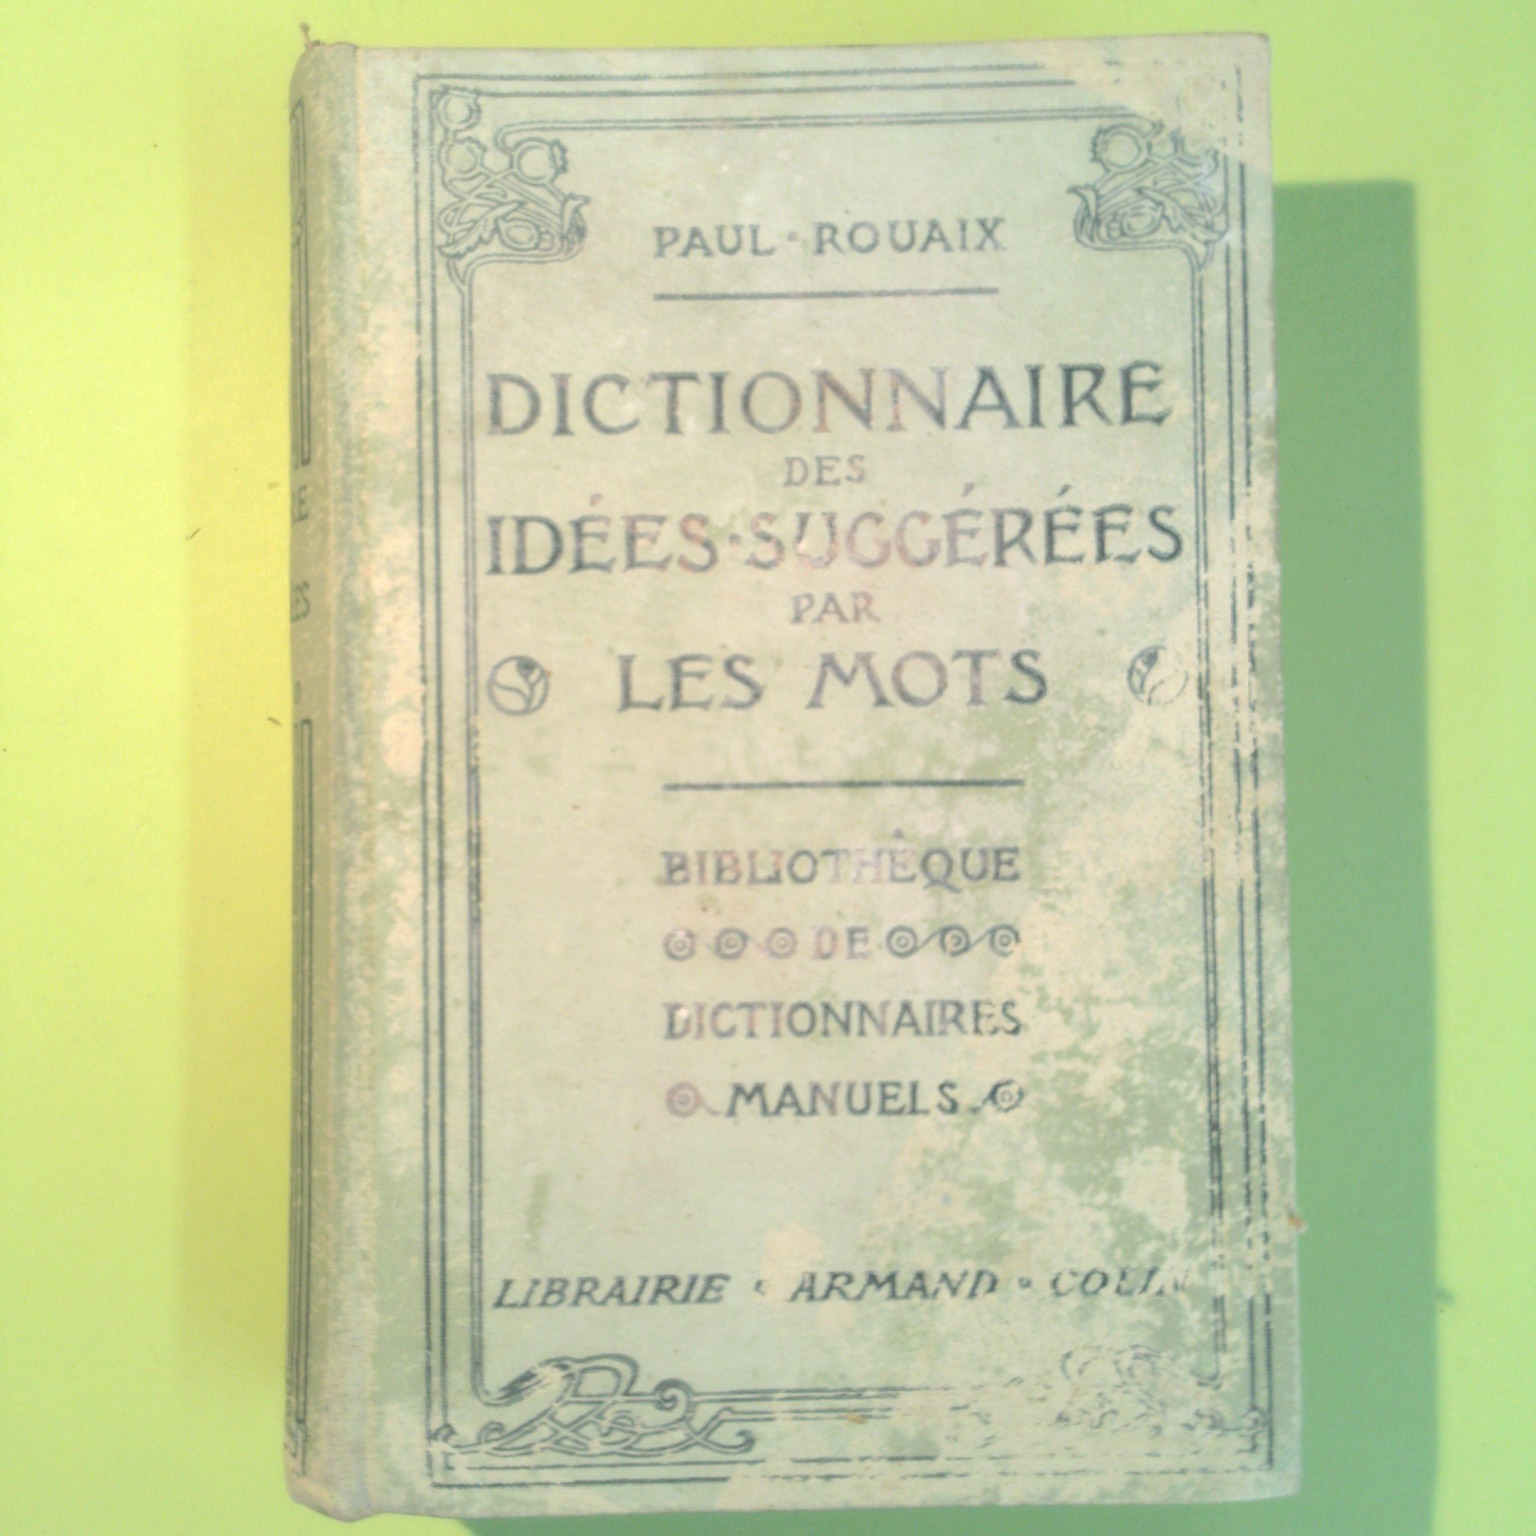 PAUL · ROUAIX
DICTIONNAIRE
DES
IDÉES · SUGGÉRÉES
PAR
LES MOTS
BIBLIOTHÈQUE
DE
DICTIONNAIRES
MANUELS
LIBRAIRIE · ARMAND ·